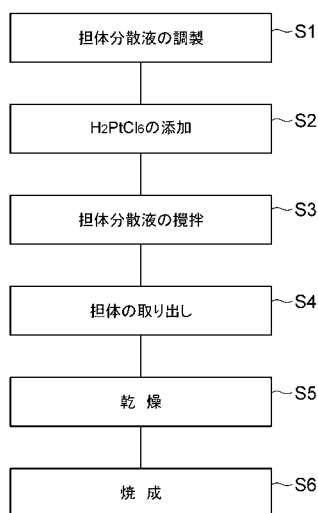 担体分散液の調製 S1
H2PtCl6の添加 S2
担体分散液の攪拌 S3
担体の取り出し S4
乾 燥 S5
焼 成 S6